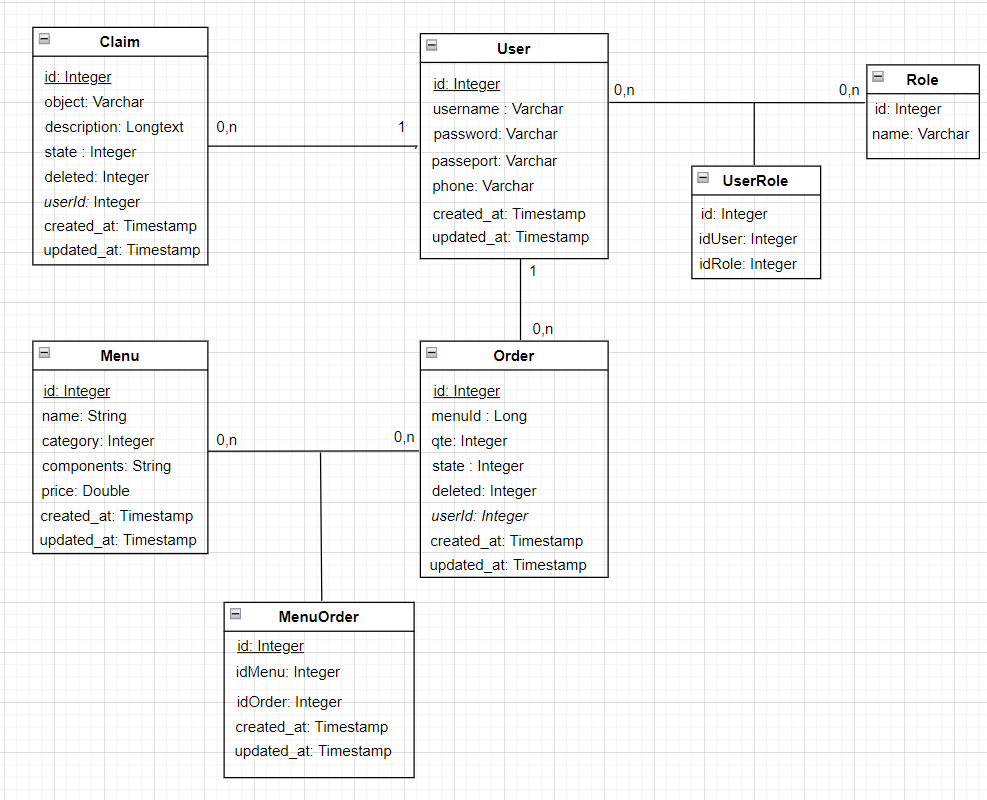 Claim
id: Integer
object: Varchar
description: Longtext
state : Integer
deleted: Integer
userId: Integer
created_at: Timestamp
updated_at: Timestamp
0,n
1
User
id: Integer
username : Varchar
password: Varchar
passeport: Varchar
phone: Varchar
created_at: Timestamp
updated_at: Timestamp
0,n
0,n
Role
id: Integer
name: Varchar
UserRole
id: Integer
idUser: Integer
idRole: Integer
1
0,n
Menu
id: Integer
name: String
category: Integer
components: String
price: Double
created_at: Timestamp
updated_at: Timestamp
0,n
0,n
Order
id: Integer
menuId : Long
qte: Integer
state : Integer
deleted: Integer
userId: Integer
created_at: Timestamp
updated_at: Timestamp
MenuOrder
id: Integer
idMenu: Integer
idOrder: Integer
created_at: Timestamp
updated_at: Timestamp